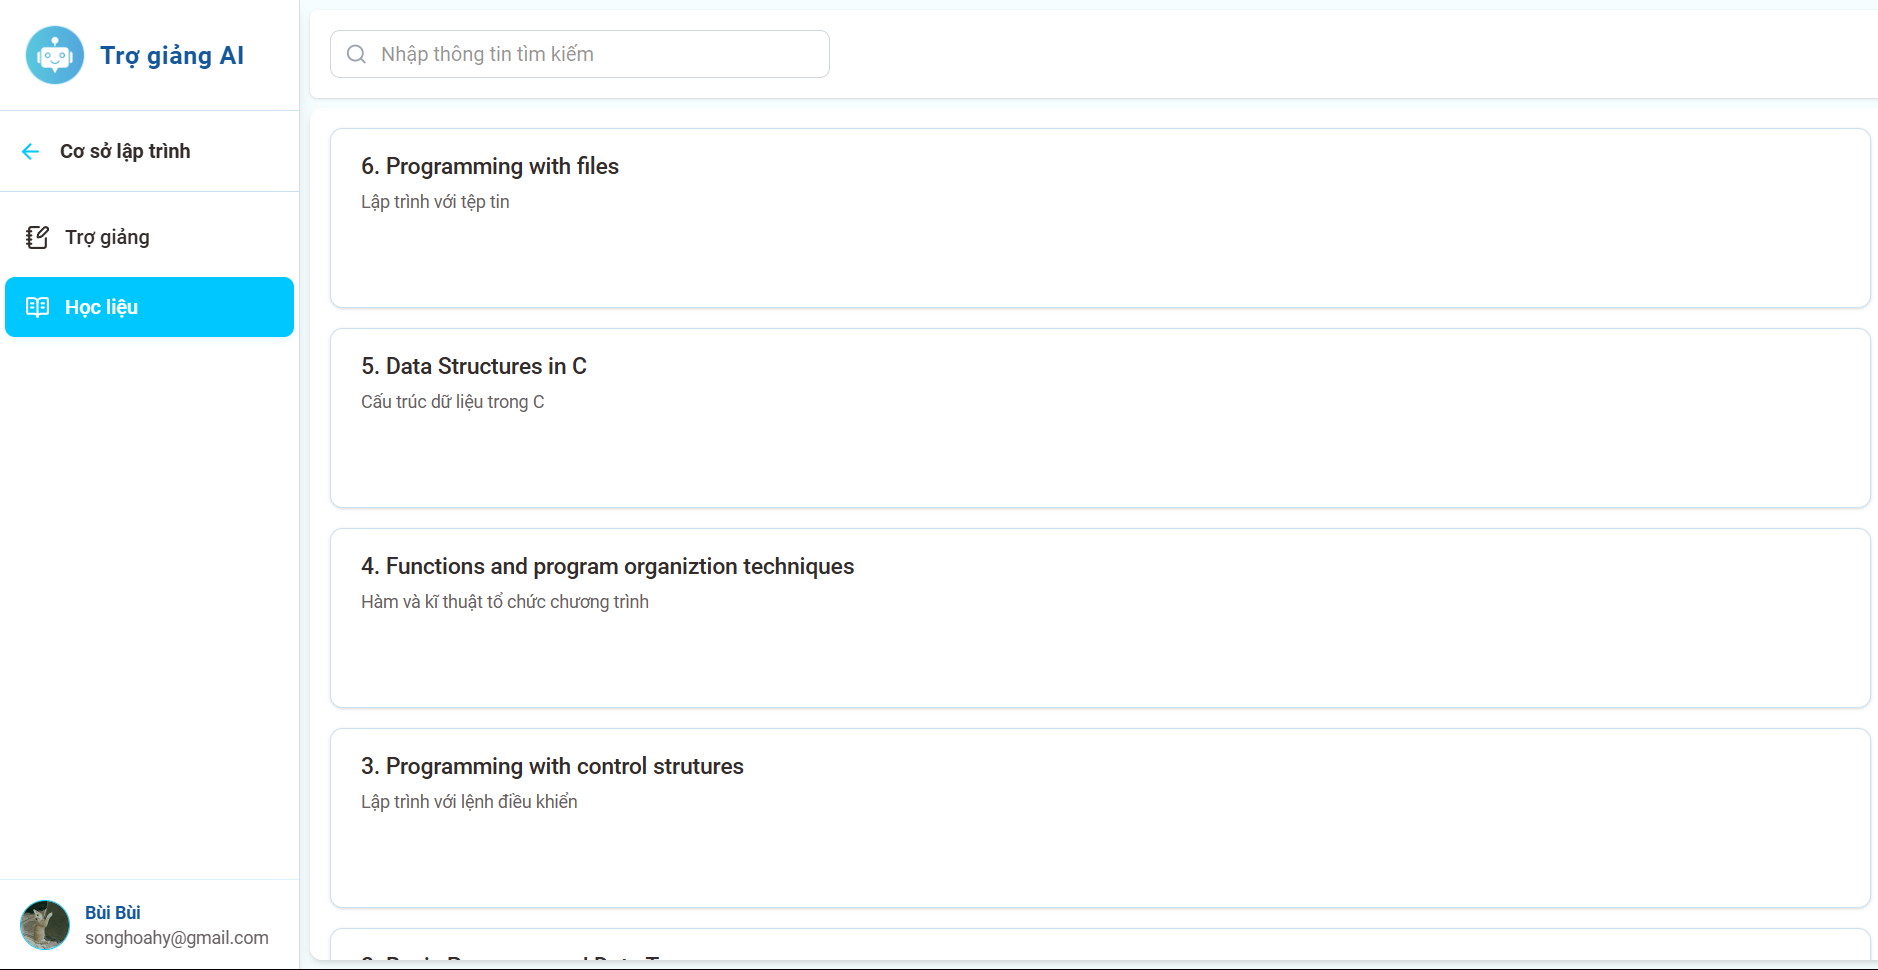 Trợ giảng AI
Cơ sở lập trình
Trợ giảng
Học liệu
Bùi Bùi
songhoahy@gmail.com
Nhập thông tin tìm kiếm
6. Programming with files
Lập trình với tệp tin
5. Data Structures in C
Cấu trúc dữ liệu trong C
4. Functions and program organiztion techniques
Hàm và kĩ thuật tổ chức chương trình
3. Programming with control strutures
Lập trình với lệnh điều khiển